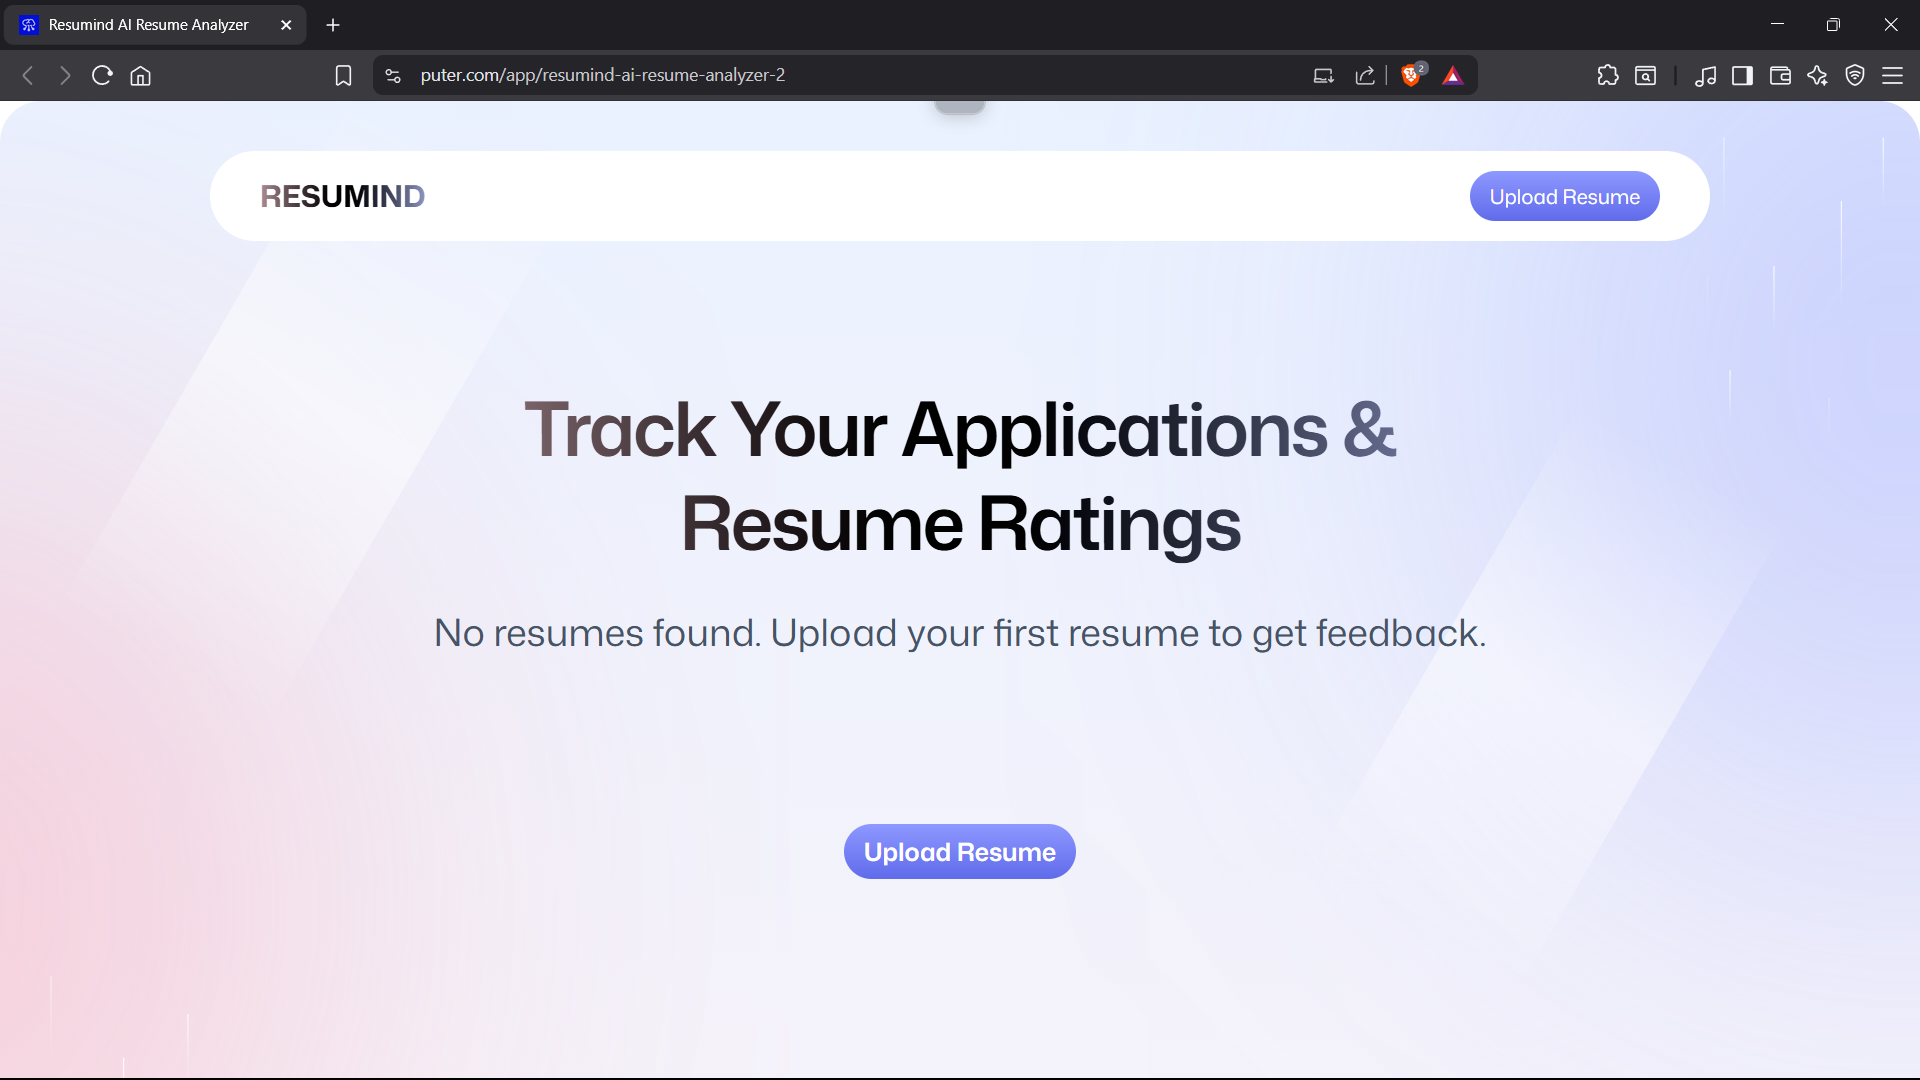 Resumind AI Resume Analyzer
puter.com/app/resumind-ai-resume-analyzer-2
2
RESUMIND
Upload Resume
Track Your Applications &
Resume Ratings
No resumes found. Upload your first resume to get feedback.
Upload Resume